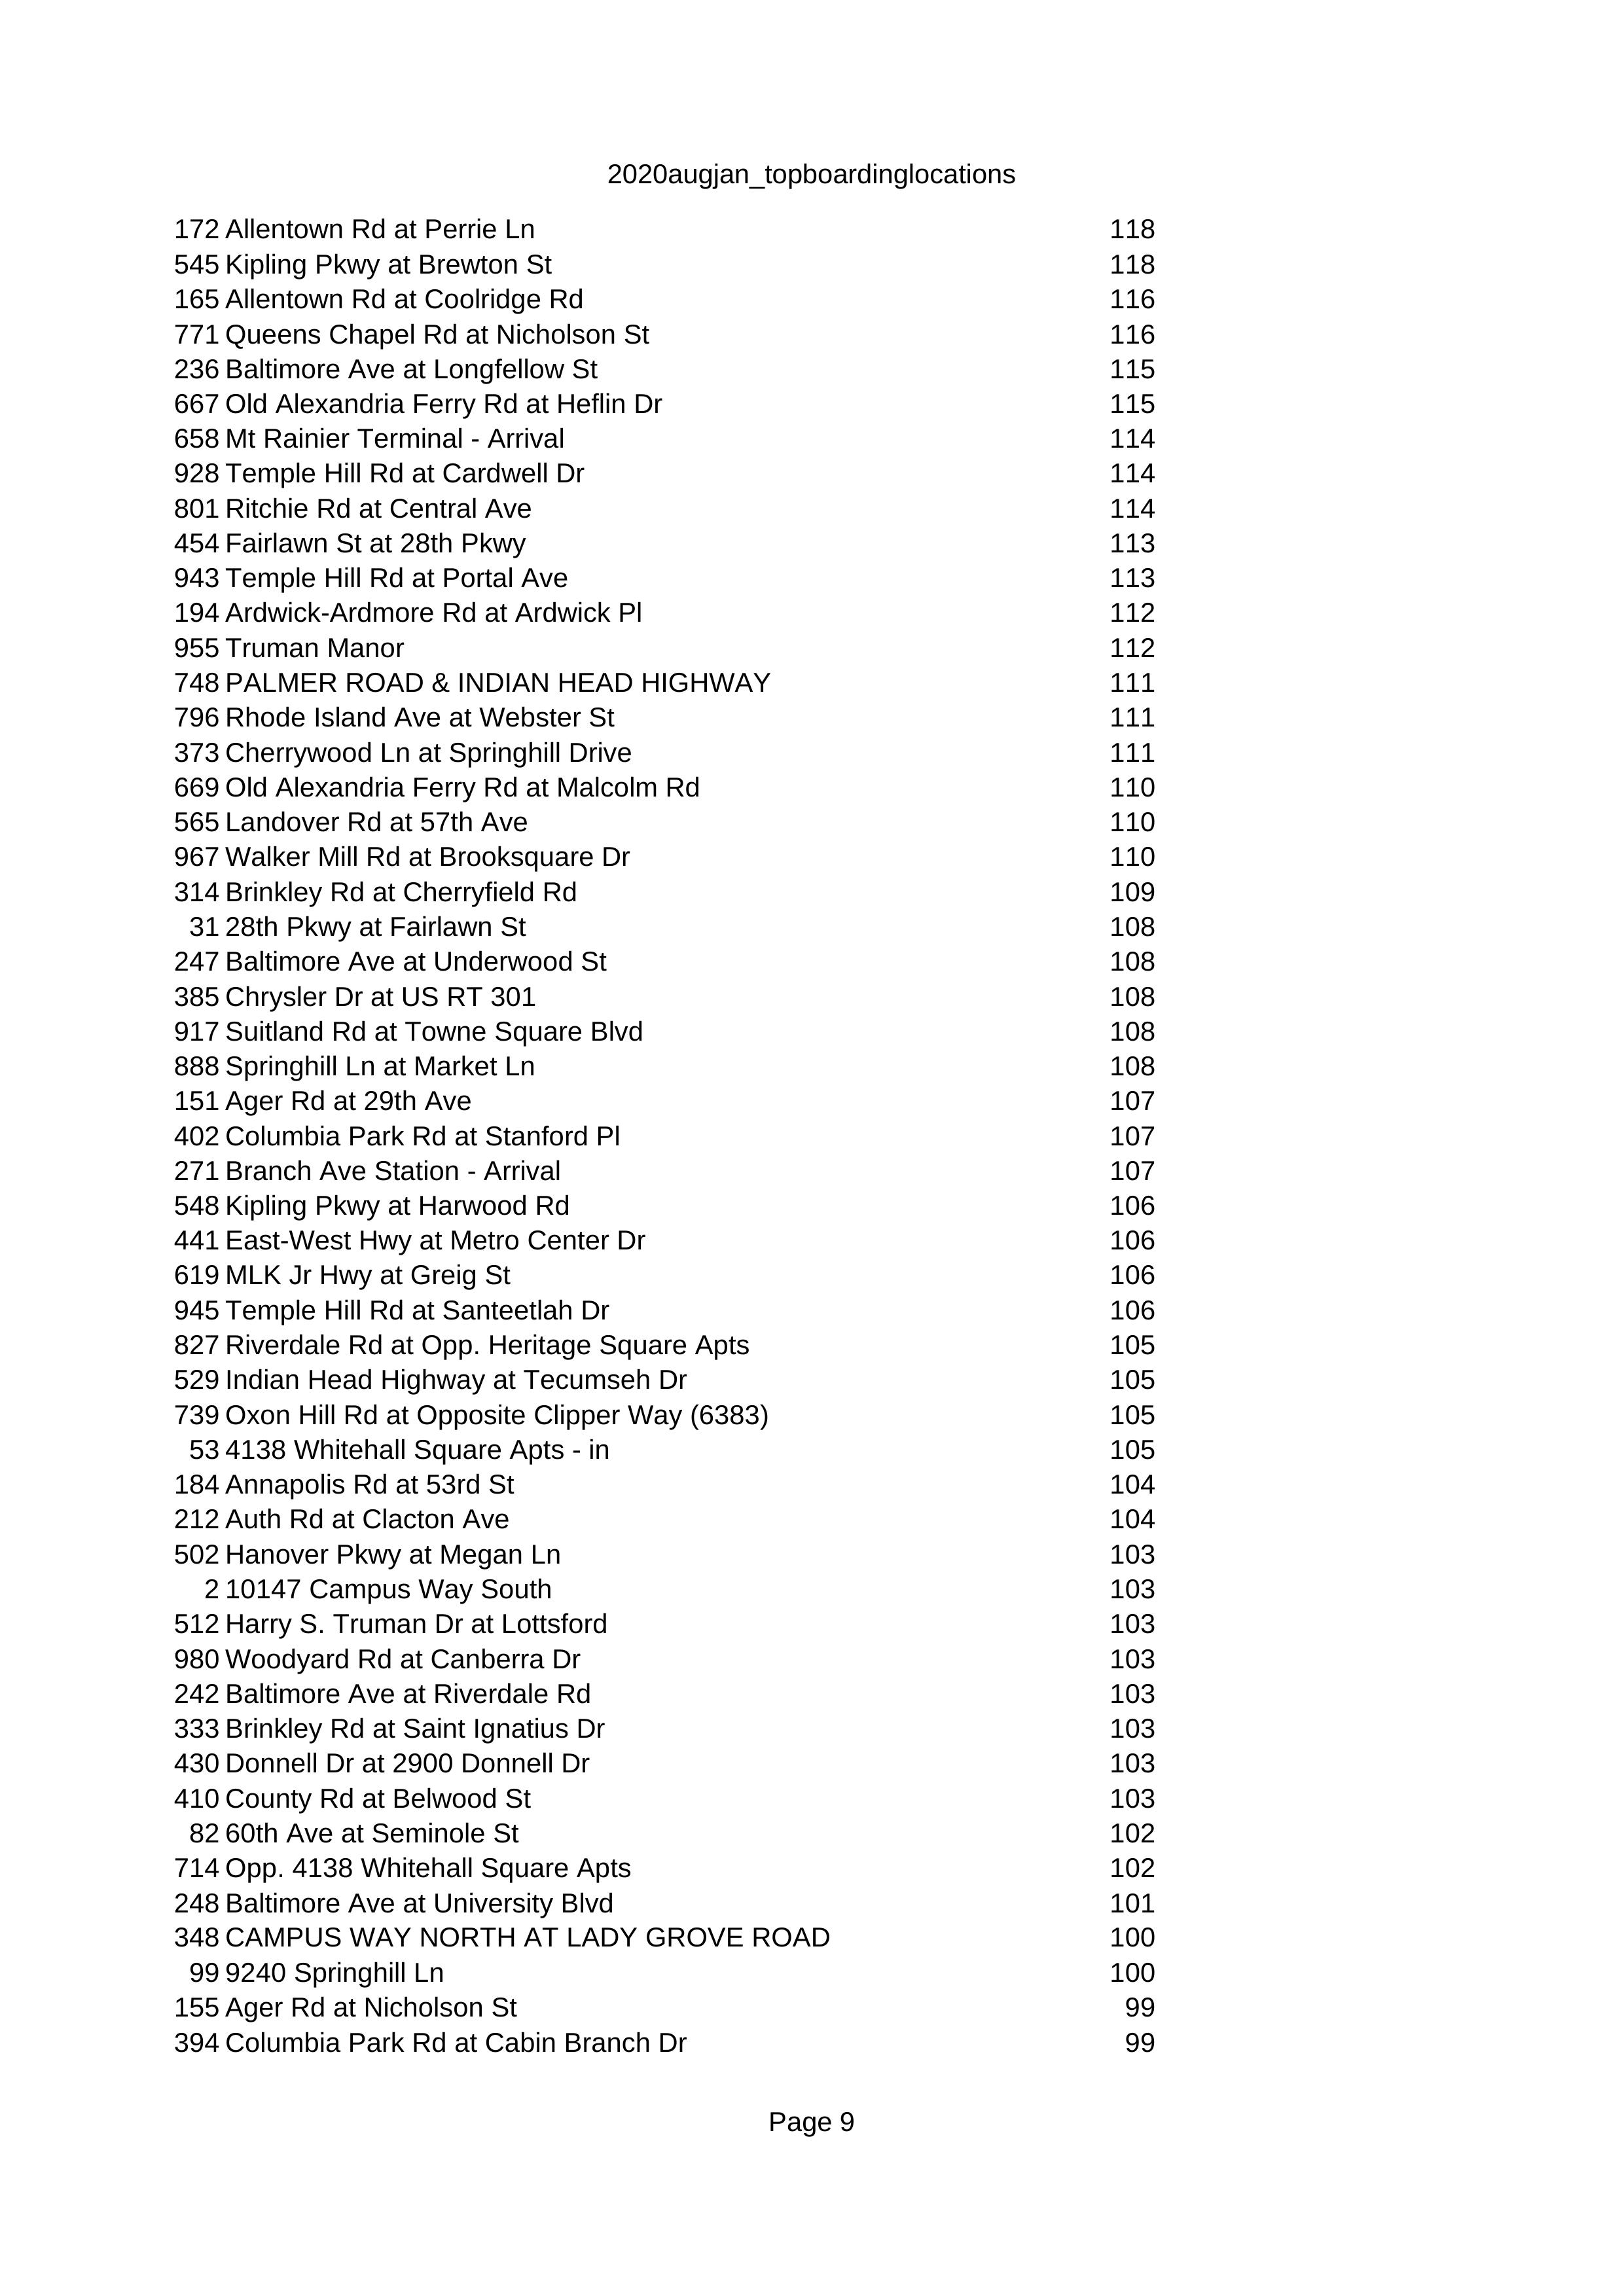 2020augjan_topboardinglocations
172 Allentown Rd at Perrie Ln 118
545 Kipling Pkwy at Brewton St 118
165 Allentown Rd at Coolridge Rd 116
771 Queens Chapel Rd at Nicholson St 116
236 Baltimore Ave at Longfellow St 115
667 Old Alexandria Ferry Rd at Heflin Dr 115
658 Mt Rainier Terminal - Arrival 114
928 Temple Hill Rd at Cardwell Dr 114
801 Ritchie Rd at Central Ave 114
454 Fairlawn St at 28th Pkwy 113
943 Temple Hill Rd at Portal Ave 113
194 Ardwick-Ardmore Rd at Ardwick Pl 112
955 Truman Manor 112
748 PALMER ROAD & INDIAN HEAD HIGHWAY 111
796 Rhode Island Ave at Webster St 111
373 Cherrywood Ln at Springhill Drive 111
669 Old Alexandria Ferry Rd at Malcolm Rd 110
565 Landover Rd at 57th Ave 110
967 Walker Mill Rd at Brooksquare Dr 110
314 Brinkley Rd at Cherryfield Rd 109
31 28th Pkwy at Fairlawn St 108
247 Baltimore Ave at Underwood St 108
385 Chrysler Dr at US RT 301 108
917 Suitland Rd at Towne Square Blvd 108
888 Springhill Ln at Market Ln 108
151 Ager Rd at 29th Ave 107
402 Columbia Park Rd at Stanford Pl 107
271 Branch Ave Station - Arrival 107
548 Kipling Pkwy at Harwood Rd 106
441 East-West Hwy at Metro Center Dr 106
619 MLK Jr Hwy at Greig St 106
945 Temple Hill Rd at Santeetlah Dr 106
827 Riverdale Rd at Opp. Heritage Square Apts 105
529 Indian Head Highway at Tecumseh Dr 105
739 Oxon Hill Rd at Opposite Clipper Way (6383) 105
53 4138 Whitehall Square Apts - in 105
184 Annapolis Rd at 53rd St 104
212 Auth Rd at Clacton Ave 104
502 Hanover Pkwy at Megan Ln 103
2 10147 Campus Way South 103
512 Harry S. Truman Dr at Lottsford 103
980 Woodyard Rd at Canberra Dr 103
242 Baltimore Ave at Riverdale Rd 103
333 Brinkley Rd at Saint Ignatius Dr 103
430 Donnell Dr at 2900 Donnell Dr 103
410 County Rd at Belwood St 103
82 60th Ave at Seminole St 102
714 Opp. 4138 Whitehall Square Apts 102
248 Baltimore Ave at University Blvd 101
348 CAMPUS WAY NORTH AT LADY GROVE ROAD 100
99 9240 Springhill Ln 100
155 Ager Rd at Nicholson St 99
394 Columbia Park Rd at Cabin Branch Dr 99
Page 9